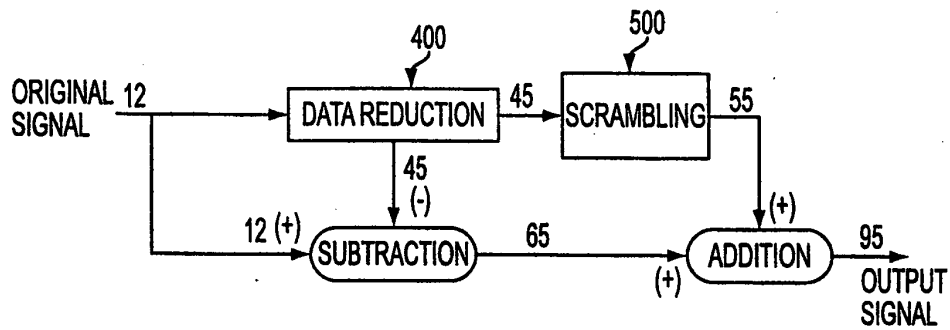 400
500
ORIGINAL
SIGNAL
12
DATA REDUCTION
45
SCRAMBLING
55
45
(-)
(+)
12 (+)
SUBTRACTION
65
(+)
ADDITION
95
OUTPUT
SIGNAL